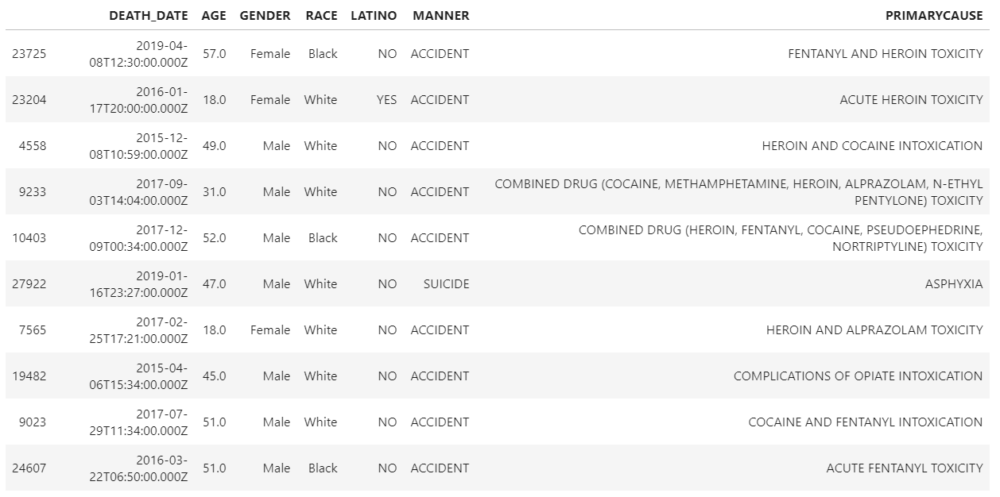 DEATH_DATE AGE GENDER RACE LATINO MANNER PRIMARYCAUSE
23725 2019-04-
08T12:30:00.000Z 57.0 Female Black NO ACCIDENT FENTANYL AND HEROIN TOXICITY
23204 2016-01-
17T20:00:00.000Z 18.0 Female White YES ACCIDENT ACUTE HEROIN TOXICITY
4558 2015-12-
08T10:59:00.000Z 49.0 Male White NO ACCIDENT HEROIN AND COCAINE INTOXICATION
9233 2017-09-
03T14:04:00.000Z 31.0 Male White NO ACCIDENT COMBINED DRUG (COCAINE, METHAMPHETAMINE, HEROIN, ALPRAZOLAM, N-ETHYL
PENTYLONE) TOXICITY
10403 2017-12-
09T00:34:00.000Z 52.0 Male Black NO ACCIDENT COMBINED DRUG (HEROIN, FENTANYL, COCAINE, PSEUDOEPHEDRINE,
NORTRIPTYLINE) TOXICITY
27922 2019-01-
16T23:27:00.000Z 47.0 Male White NO SUICIDE ASPHYXIA
7565 2017-02-
25T17:21:00.000Z 18.0 Female White NO ACCIDENT HEROIN AND ALPRAZOLAM TOXICITY
19482 2015-04-
06T15:34:00.000Z 45.0 Male White NO ACCIDENT COMPLICATIONS OF OPIATE INTOXICATION
9023 2017-07-
29T11:34:00.000Z 51.0 Male White NO ACCIDENT COCAINE AND FENTANYL INTOXICATION
24607 2016-03-
22T06:50:00.000Z 51.0 Male Black NO ACCIDENT ACUTE FENTANYL TOXICITY